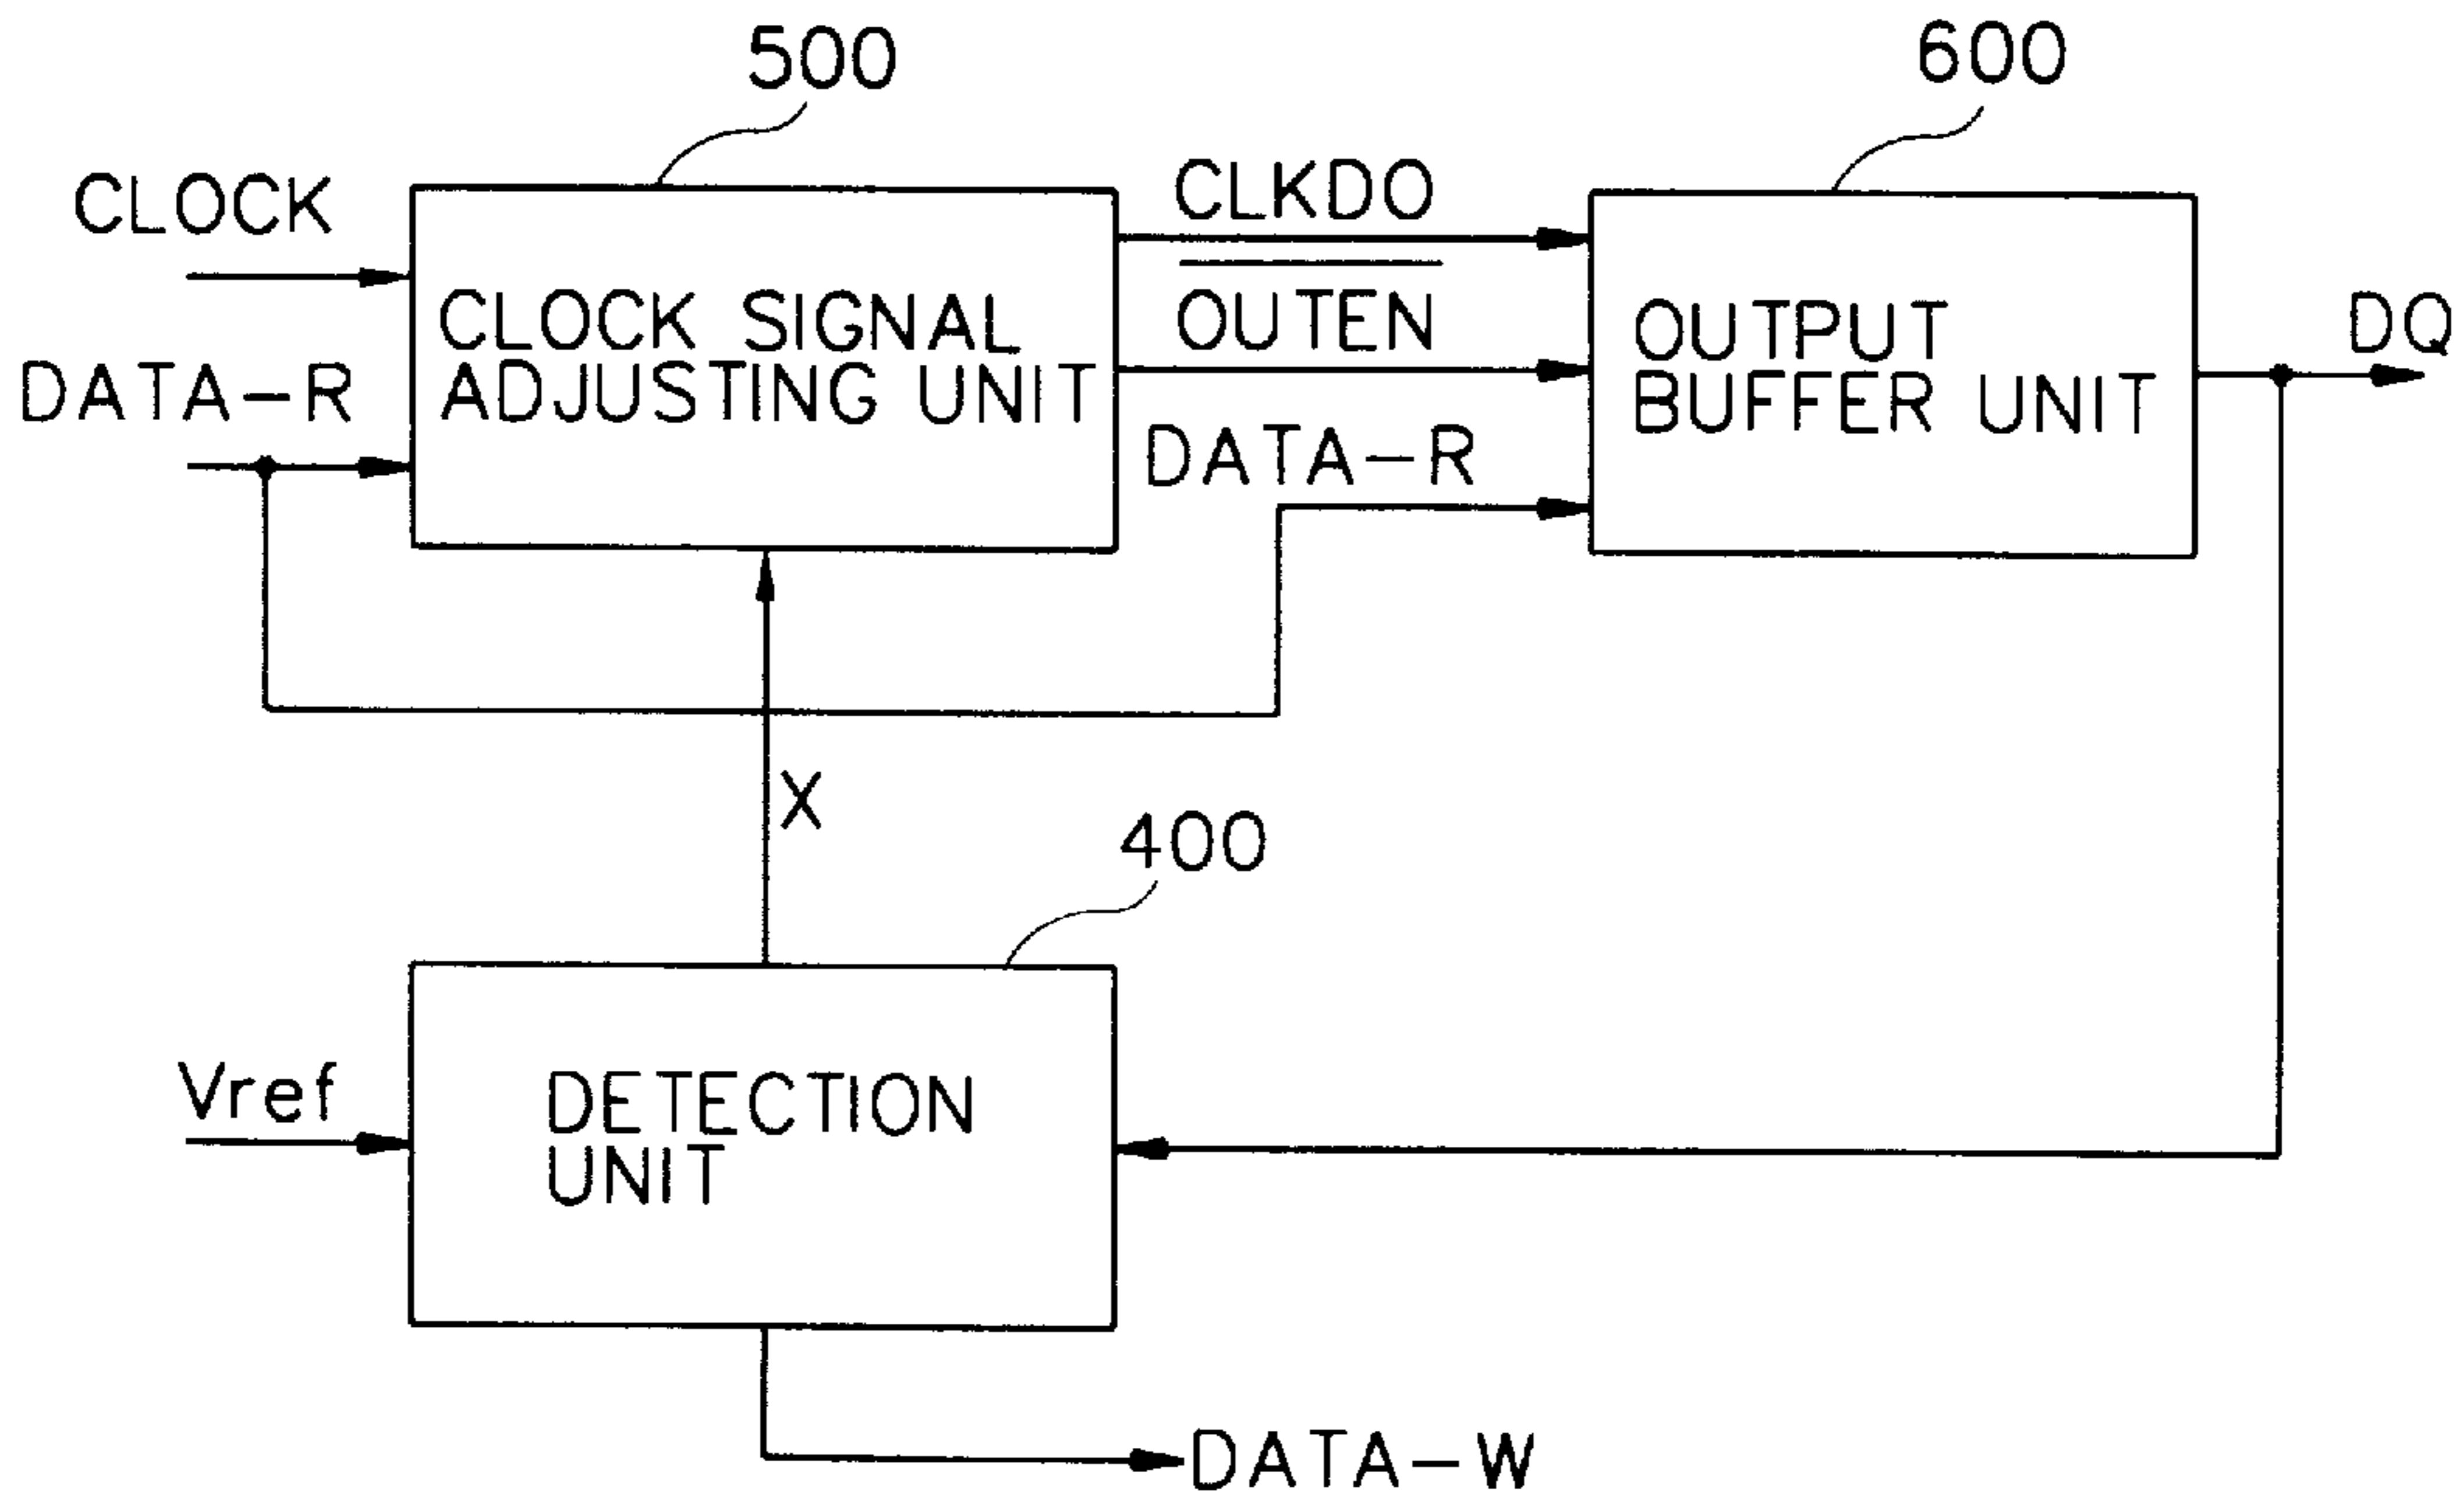 500
600
CLOCK
CLKDO
CLOCK SIGNAL
ADJUSTING UNIT
OUTEN
OUTPUT
BUFFER UNIT
DQ
DATA-R
DATA-R
X
400
Vref
DETECTION
UNIT
DATA-W